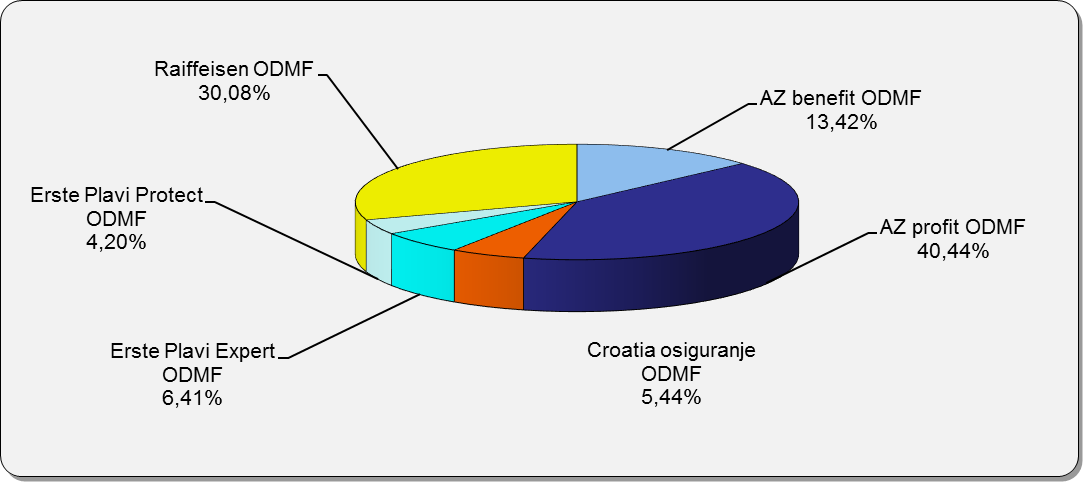 Raiffeisen ODMF
30,08%
AZ benefit ODMF
13,42%
Erste Plavi Protect
ODMF
4,20%
AZ profit ODMF
40,44%
Erste Plavi Expert
ODMF
6,41%
Croatia osiguranje
ODMF
5,44%